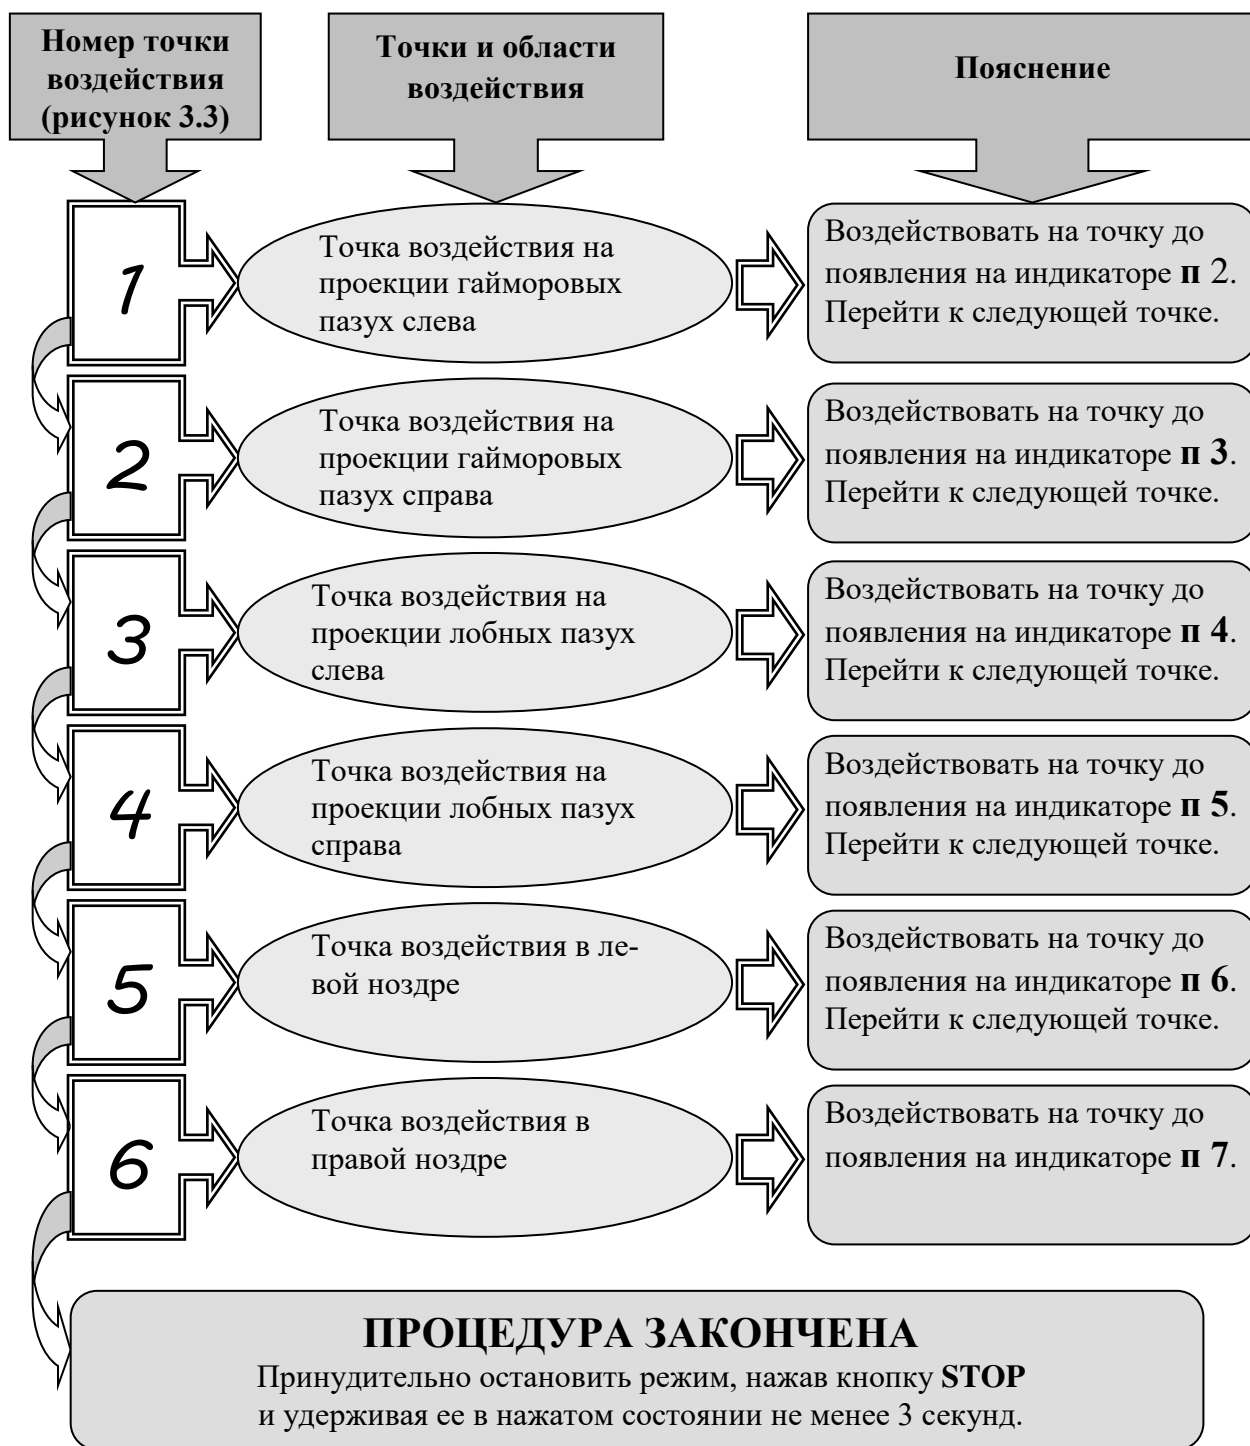 Номер точки
воздействия
(рисунок 3.3)
Точки и области
воздействия
Пояснение
1
Точка воздействия на
проекции гайморовых
пазух слева
Воздействовать на точку до
появления на индикаторе п 2.
Перейти к следующей точке.
2
Точка воздействия на
проекции гайморовых
пазух справа
Воздействовать на точку до
появления на индикаторе п 3.
Перейти к следующей точке.
3
Точка воздействия на
проекции лобных пазух
слева
Воздействовать на точку до
появления на индикаторе п 4.
Перейти к следующей точке.
4
Точка воздействия на
проекции лобных пазух
справа
Воздействовать на точку до
появления на индикаторе п 5.
Перейти к следующей точке.
5
Точка воздействия в ле-
вой ноздре
Воздействовать на точку до
появления на индикаторе п 6.
Перейти к следующей точке.
6
Точка воздействия в
правой ноздре
Воздействовать на точку до
появления на индикаторе п 7.
ПРОЦЕДУРА ЗАКОНЧЕНА
Принудительно остановить режим, нажав кнопку STOP
и удерживая ее в нажатом состоянии не менее 3 секунд.